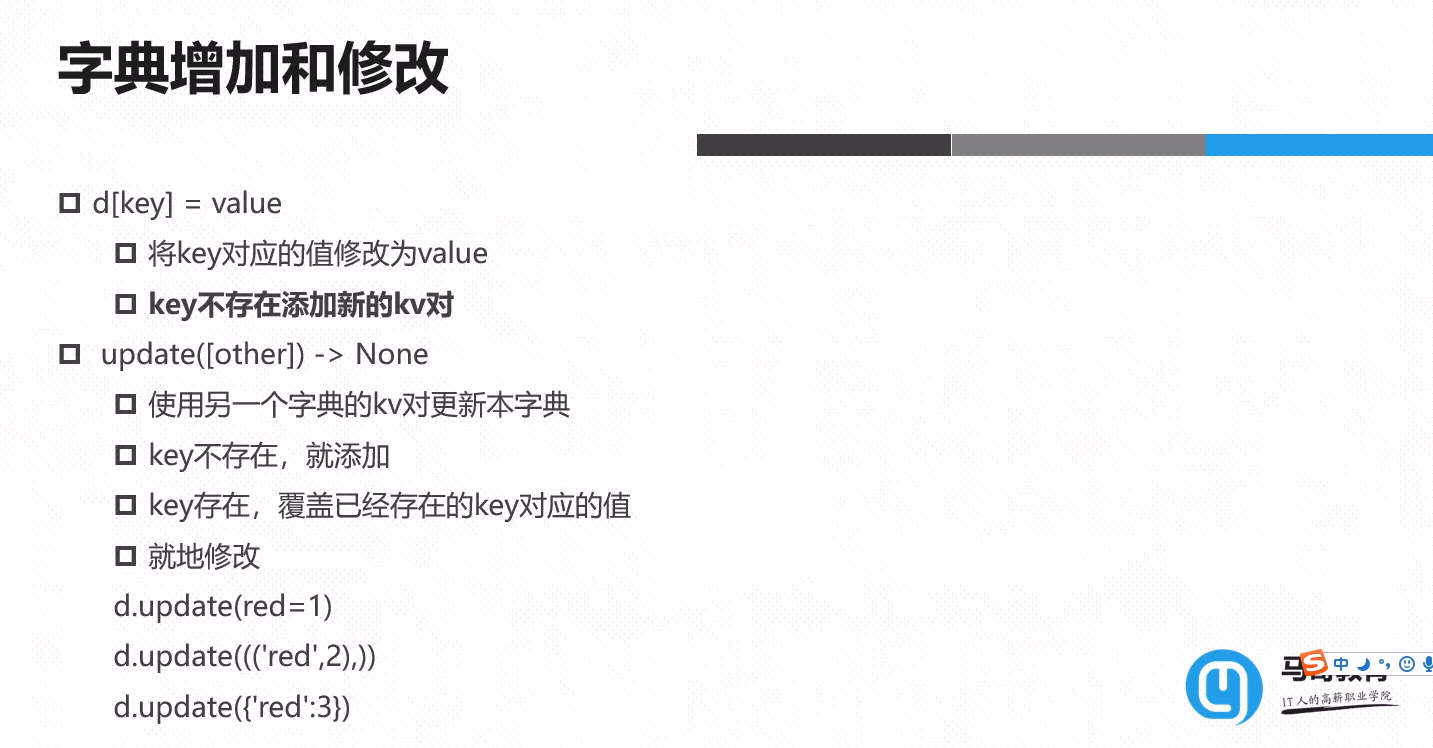 字典增加和修改
d[key] = value
将key对应的值修改为value
key不存在添加新的kv对
update([other]) -> None
使用另一个字典的kv对更新本字典
key不存在，就添加
key存在，覆盖已经存在的key对应的值
就地修改
d.update(red=1)
d.update((('red',2),))
d.update({'red':3})
中
IT人的高薪职业学院